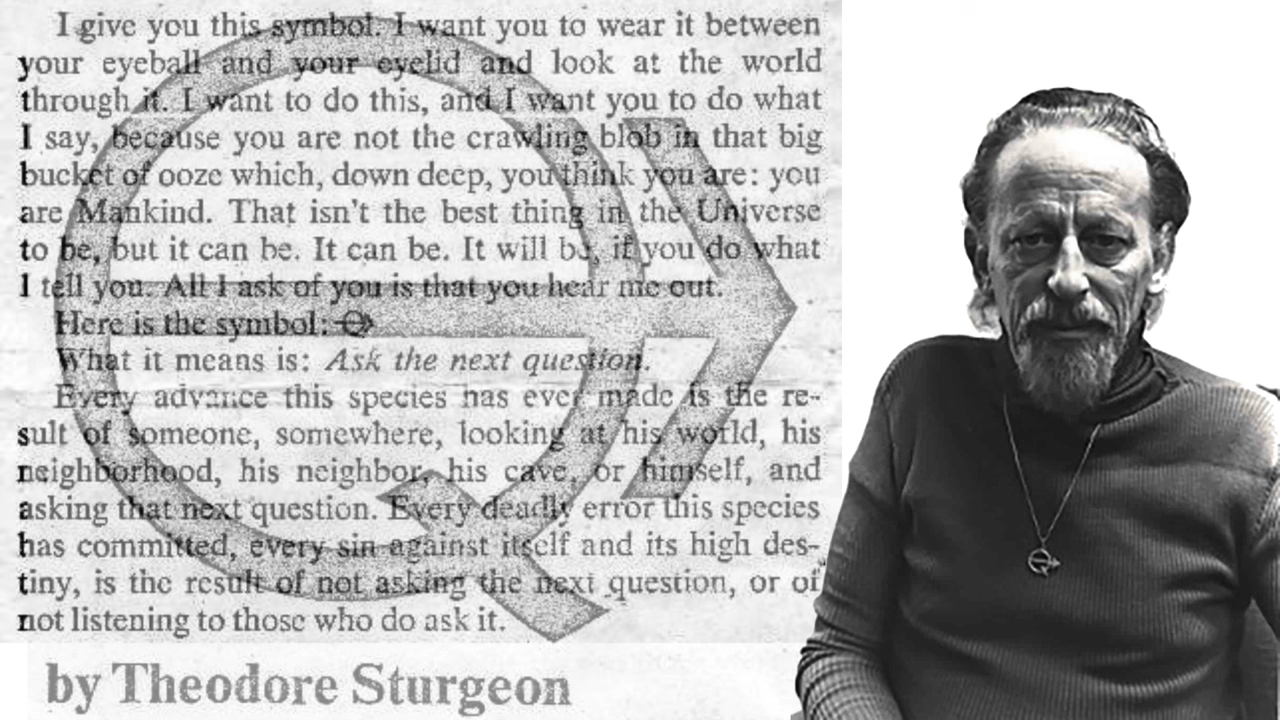 I give you this symbol. I want you to wear it between
your eyeball and your eyelid and look at the world
through it. I want to do this, and I want you to do what
I say, because you are not the crawling blob in that big
bucket of ooze which, down deep, you think you are: you
are Mankind. That isn't the best thing in the Universe
to be, but it can be. It can be. It will be, if you do what
I tell you. All I ask of you is that you hear me out.
Here is the symbol:
What it means is: Ask the next question.
Every advance this species has ever made is the re-
sult of someone, somewhere, looking at his world, his
neighborhood, his neighbor, his cave, or himself, and
asking that next question. Every deadly error this species
has committed, every sin against itself and its high des-
tiny, is the result of not asking the next question, or of
not listening to those who do ask it.
by Theodore Sturgeon